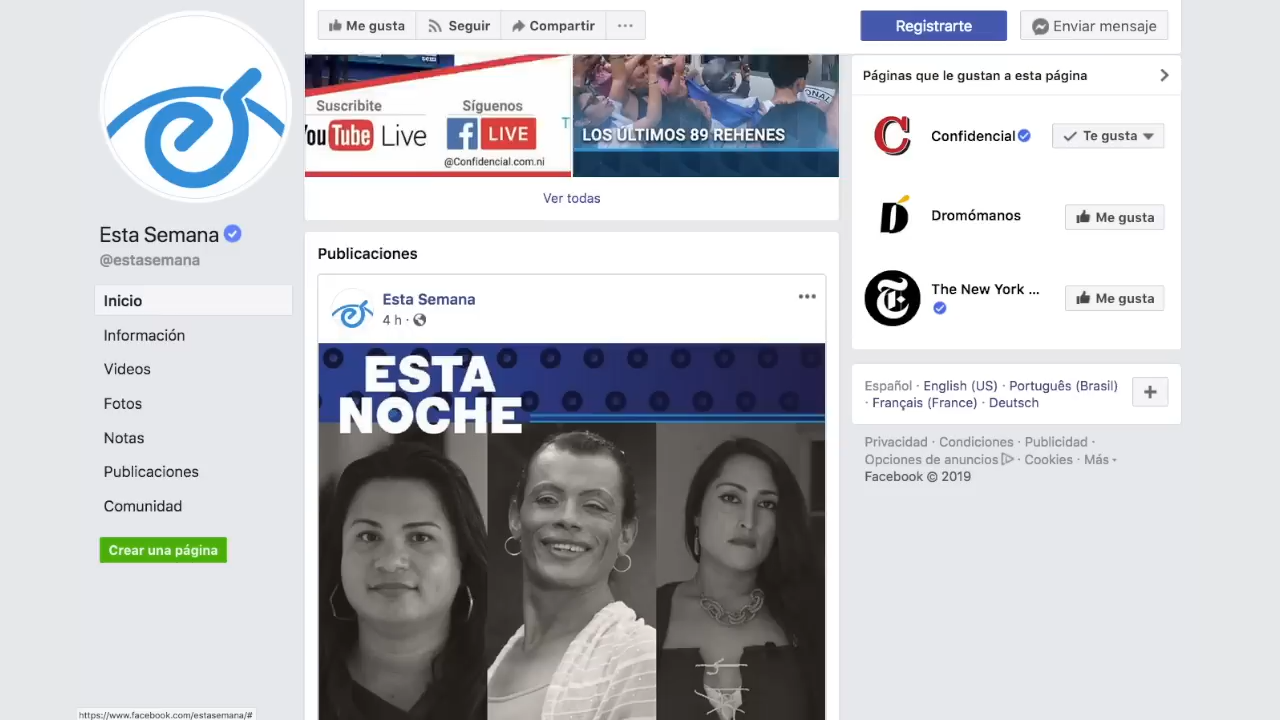 Me gusta
Seguir
Compartir
Registrarte
Enviar mensaje
Suscribite
YouTube Live
Síguenos
LIVE
@Confidencial.com.ni
LOS ÚLTIMOS 89 REHENES
Ver todas
Esta Semana
@estasemana
Inicio
Información
Videos
Fotos
Notas
Publicaciones
Comunidad
Crear una página
Publicaciones
Esta Semana
4 h ·
ESTA
NOCHE
Páginas que le gustan a esta página
Confidencial
Te gusta
Dromómanos
Me gusta
The New York ...
Me gusta
Español · English (US) · Português (Brasil)
· Français (France) · Deutsch
Privacidad · Condiciones · Publicidad ·
Opciones de anuncios · Cookies · Más
Facebook © 2019
https://www.facebook.com/estasemana/#